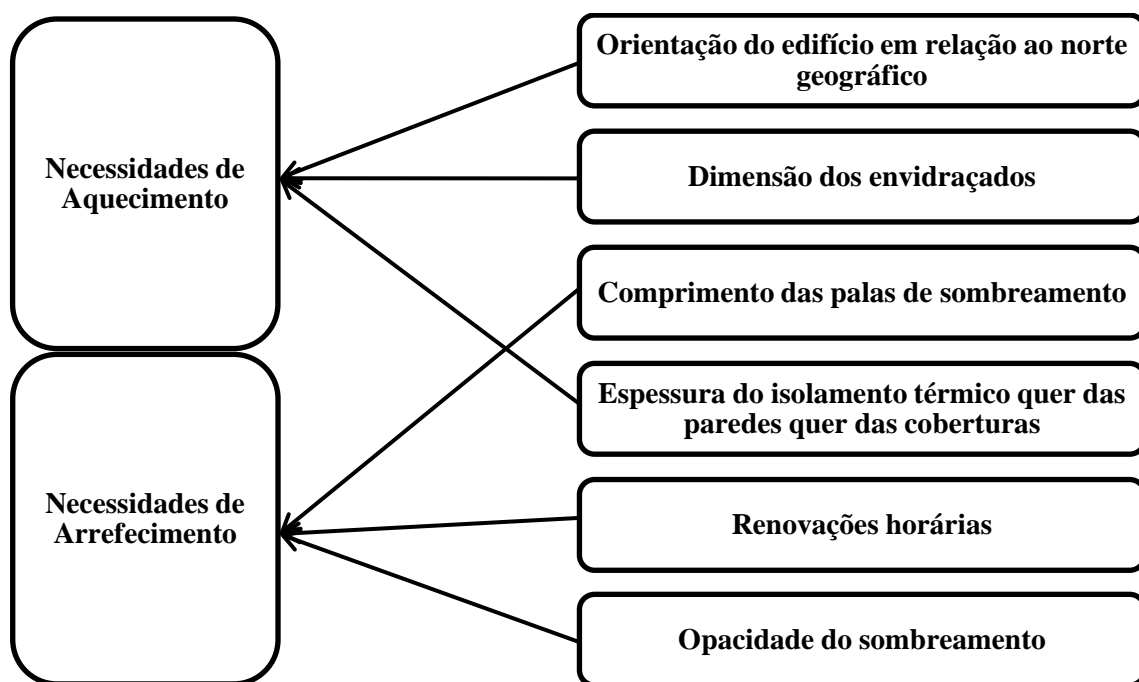 Necessidades de
Aquecimento
Necessidades de
Arrefecimento
Orientação do edifício em relação ao norte
geográfico
Dimensão dos envidraçados
Comprimento das palas de sombreamento
Espessura do isolamento térmico quer das
paredes quer das coberturas
Renovações horárias
Opacidade do sombreamento